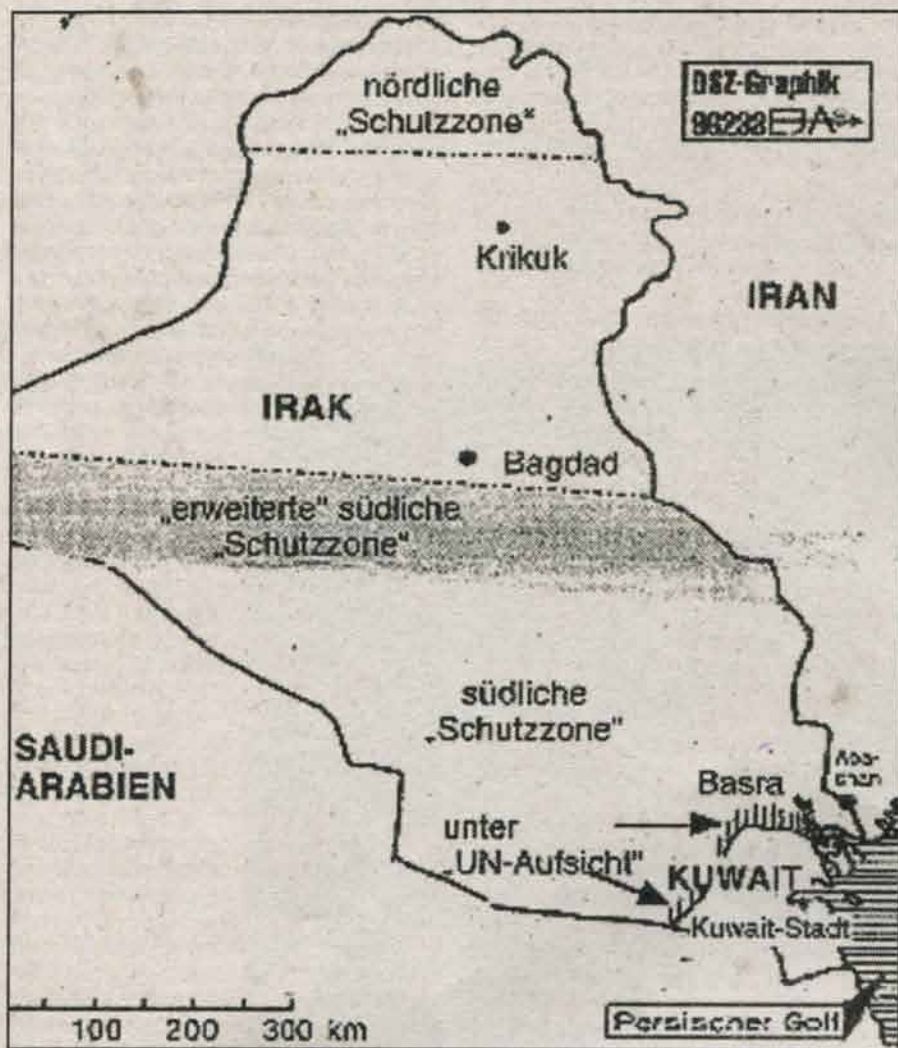 nördliche
„Schutzzone"
DSZ-Graphik
Krikuk
IRAN
IRAK
Bagdad
„erweiterte" südliche
„Schutzzone"
südliche
„Schutzzone"
SAUDI-
ARABIEN
Basra
unter
„UN-Aufsicht"
KUWAIT
Kuwait-Stadt
100 200 300 km
Persischer Golf